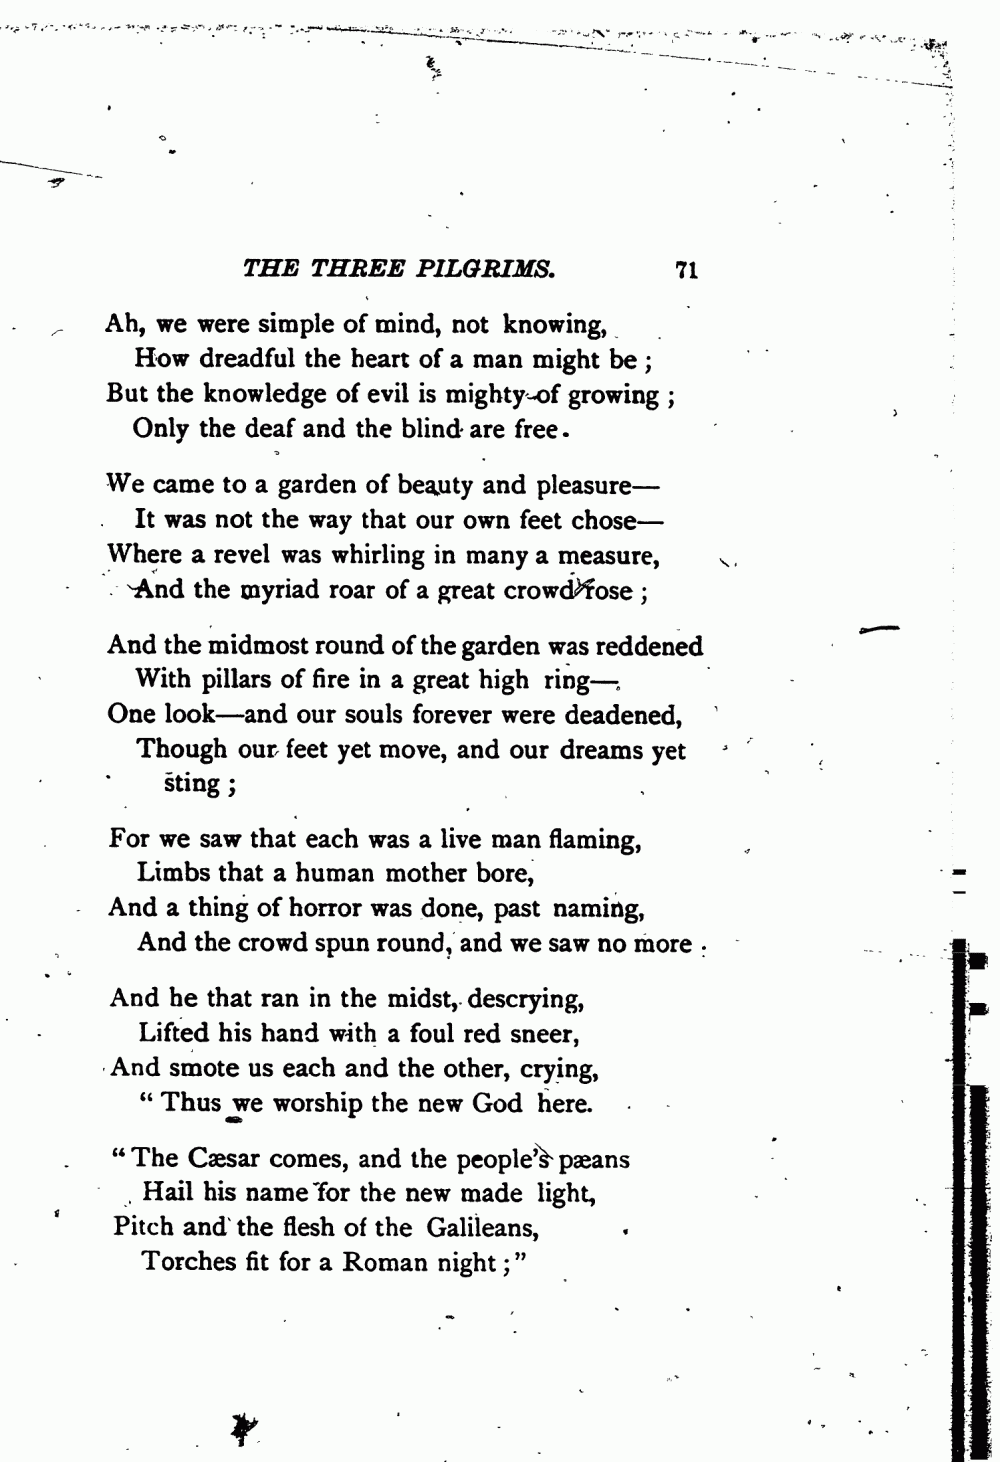 THE THREE PILGRIMS. 71
Ah, we were simple of mind, not knowing,
How dreadful the heart of a man might be ;
But the knowledge of evil is mighty of growing ;
Only the deaf and the blind are free.
We came to a garden of beauty and pleasure—
It was not the way that our own feet chose—
Where a revel was whirling in many a measure,
And the myriad roar of a great crowd rose ;
And the midmost round of the garden was reddened
With pillars of fire in a great high ring—
One look—and our souls forever were deadened,
Though our feet yet move, and our dreams yet
sting ;
For we saw that each was a live man flaming,
Limbs that a human mother bore,
And a thing of horror was done, past naming,
And the crowd spun round, and we saw no more .
And he that ran in the midst, descrying,
Lifted his hand with a foul red sneer,
And smote us each and the other, crying,
“ Thus we worship the new God here.
“ The Cæsar comes, and the people's pæans
Hail his name for the new made light,
Pitch and the flesh of the Galileans,
Torches fit for a Roman night ; ”